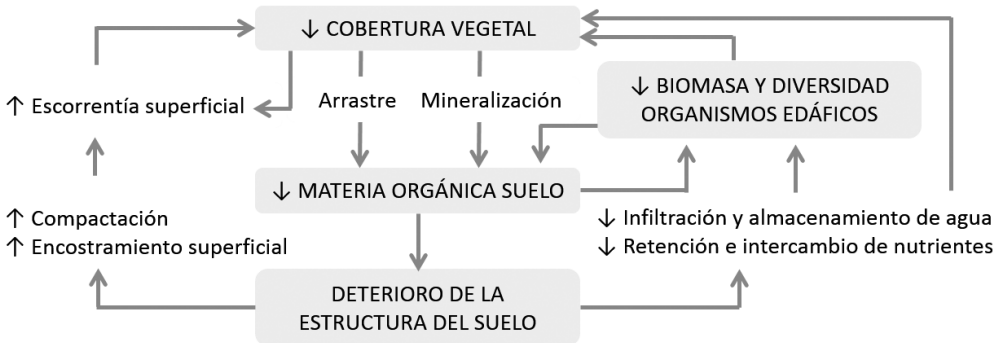 ↓ COBERTURA VEGETAL
↓ BIOMASA Y DIVERSIDAD
ORGANISMOS EDÁFICOS
↑ Escorrentía superficial
Arrastre
Mineralización
↓ MATERIA ORGÁNICA SUELO
↑ Compactación
↑ Encostramiento superficial
↓ Infiltración y almacenamiento de agua
↓ Retención e intercambio de nutrientes
DETERIORO DE LA
ESTRUCTURA DEL SUELO